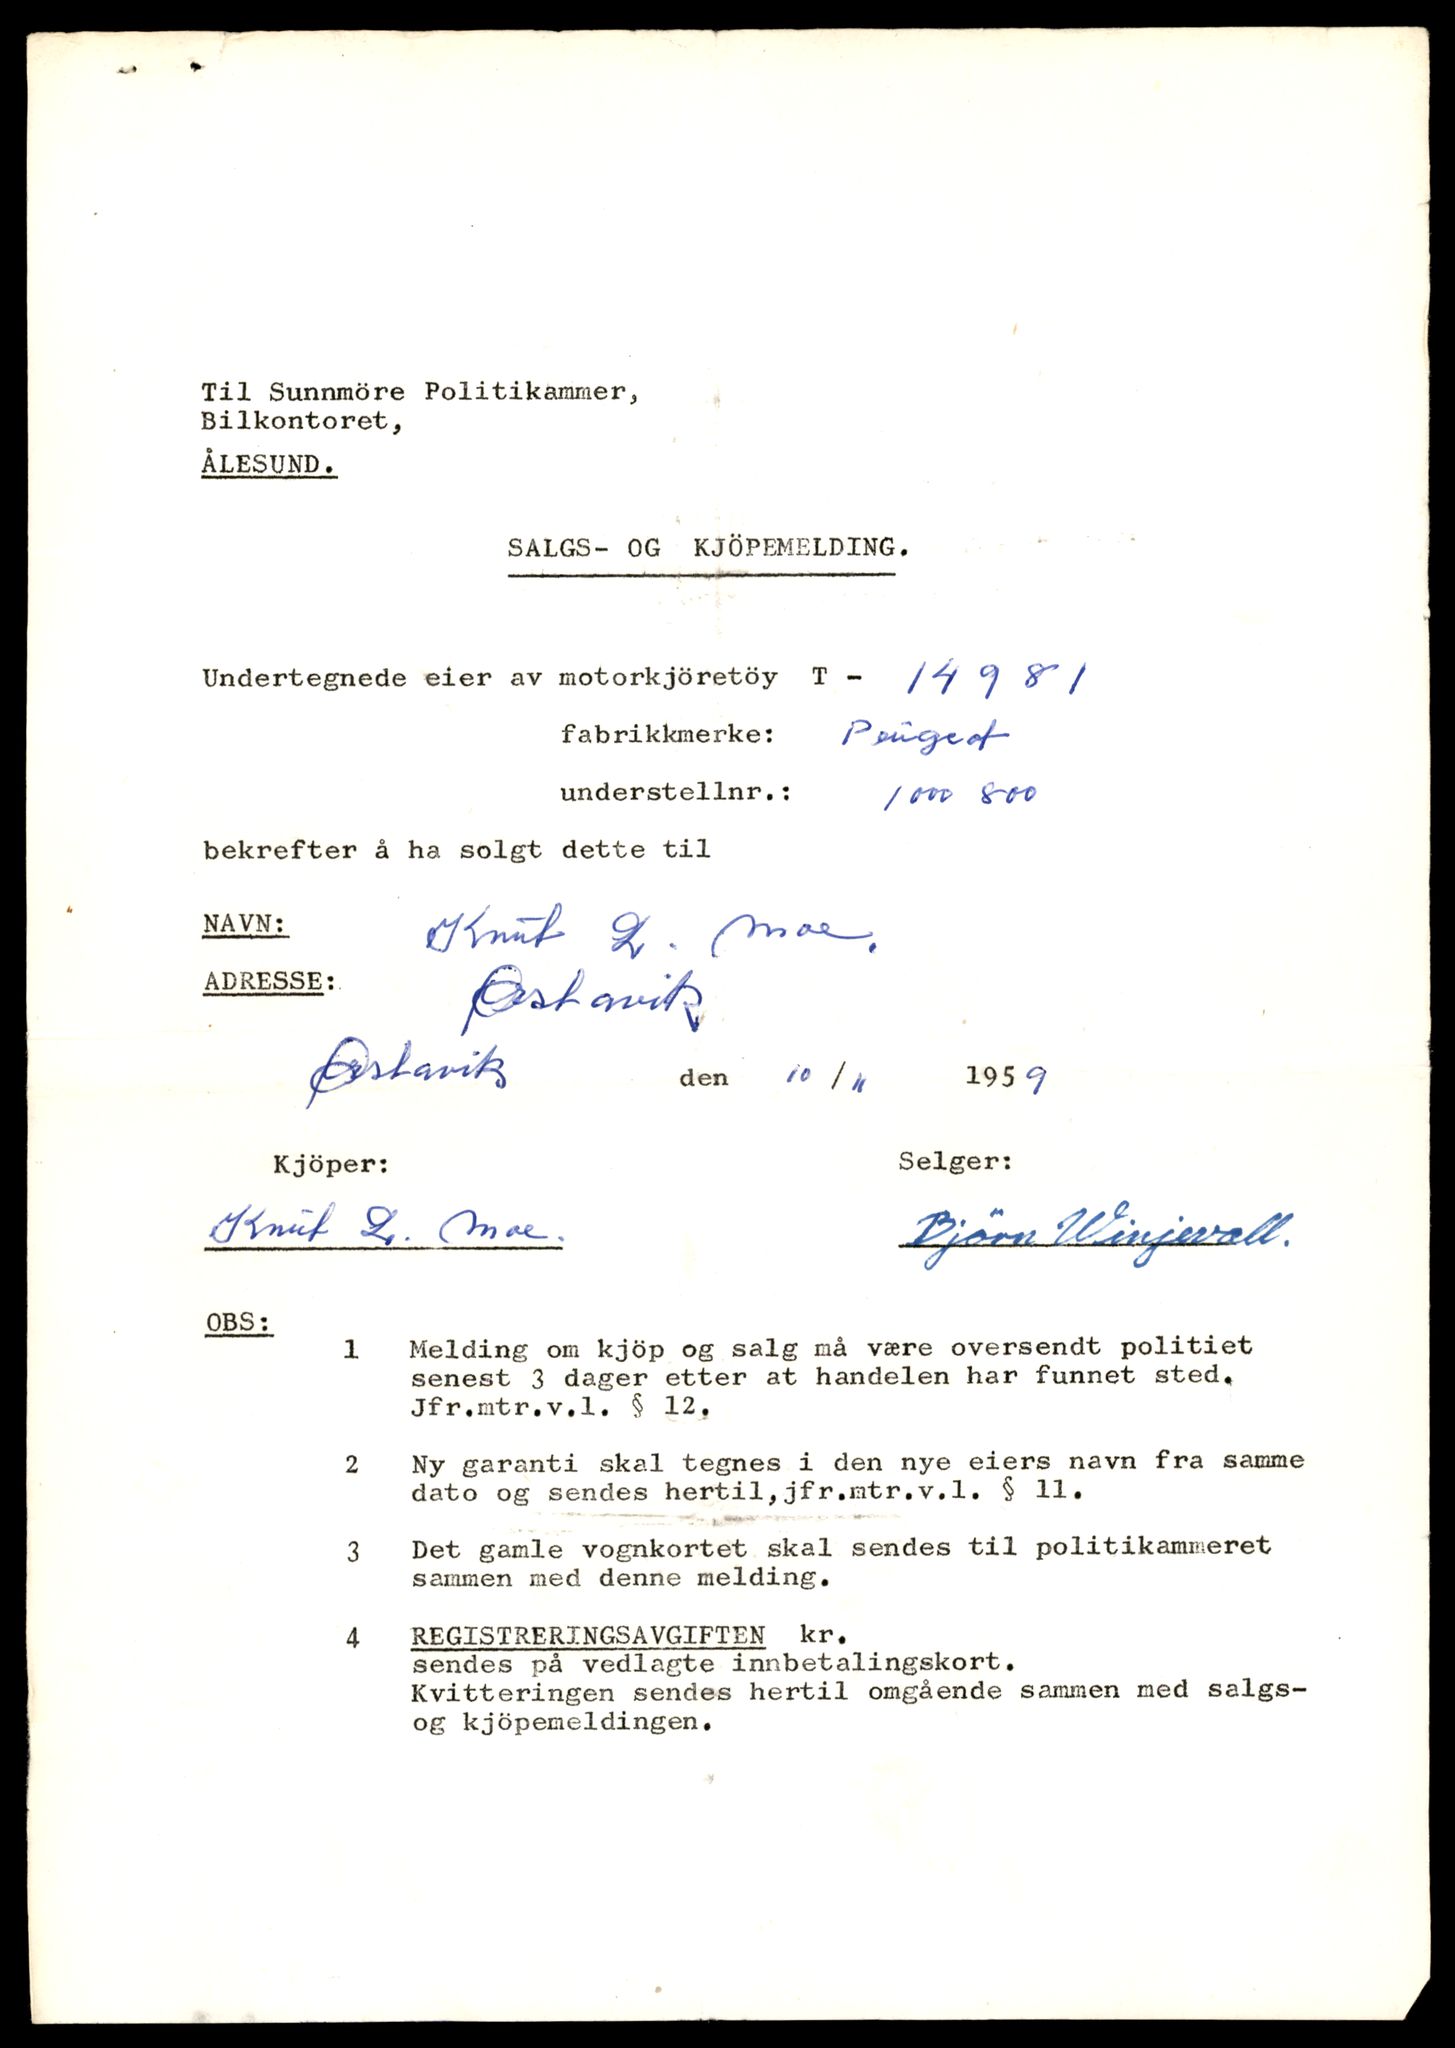 Til Sunnmöre Politikammer,
Bilkontoret,
ÅLESUND.
SALGS- OG KJÖPEMELDING.
Undertegnede eier av motorkjöretöy T - 14981
fabrikkmerke: Peugeot
understellnr.: 1000 800
bekrefter å ha solgt dette til
NAVN: Knut L. Moe.
ADRESSE: Ørstavik
Ørstavik den 10/11 1959
Kjöper: Selger:
Knut L. Moe. Björn Winjevoll.
OBS:
1 Melding om kjöp og salg må være oversendt politiet
senest 3 dager etter at handelen har funnet sted.
Jfr.mtr.v.l. § 12.
2 Ny garanti skal tegnes i den nye eiers navn fra samme
dato og sendes hertil, jfr.mtr.v.l. § 11.
3 Det gamle vognkortet skal sendes til politikammeret
sammen med denne melding.
4 REGISTRERINGSAVGIFTEN kr.
sendes på vedlagte innbetalingskort.
Kvitteringen sendes hertil omgående sammen med salgs-
og kjöpemeldingen.